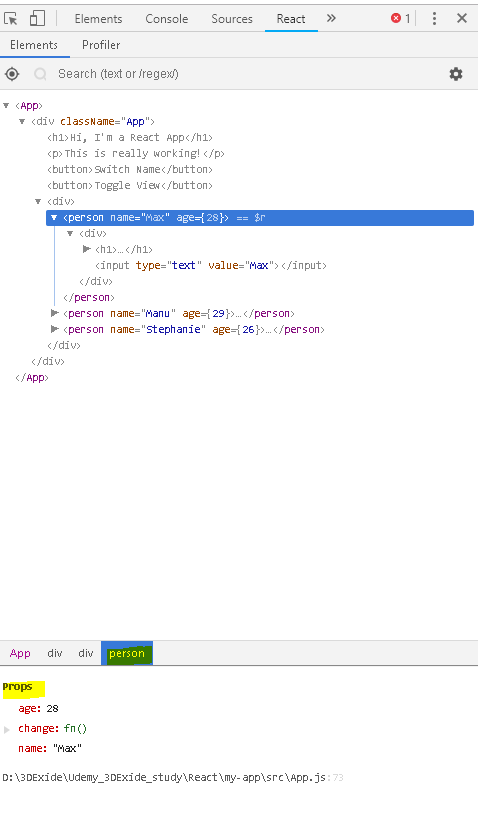 Elements Console Sources React » 1
Elements Profiler
Search (text or /regex/)
<App>
<div className="App">
<h1>Hi, I'm a React App</h1>
<p>This is really working!</p>
<button>Switch Name</button>
<button>Toggle View</button>
<div>
<person name="Max" age={28}> == $r
<div>
<h1>…</h1>
<input type="text" value="Max"></input>
</div>
</person>
<person name="Manu" age={29}>…</person>
<person name="Stephanie" age={26}>…</person>
</div>
</div>
</App>
App div div person
Props
age: 28
change: fn()
name: "Max"
D:\3DExide\Udemy_3DExide_study\React\my-app\src\App.js:73